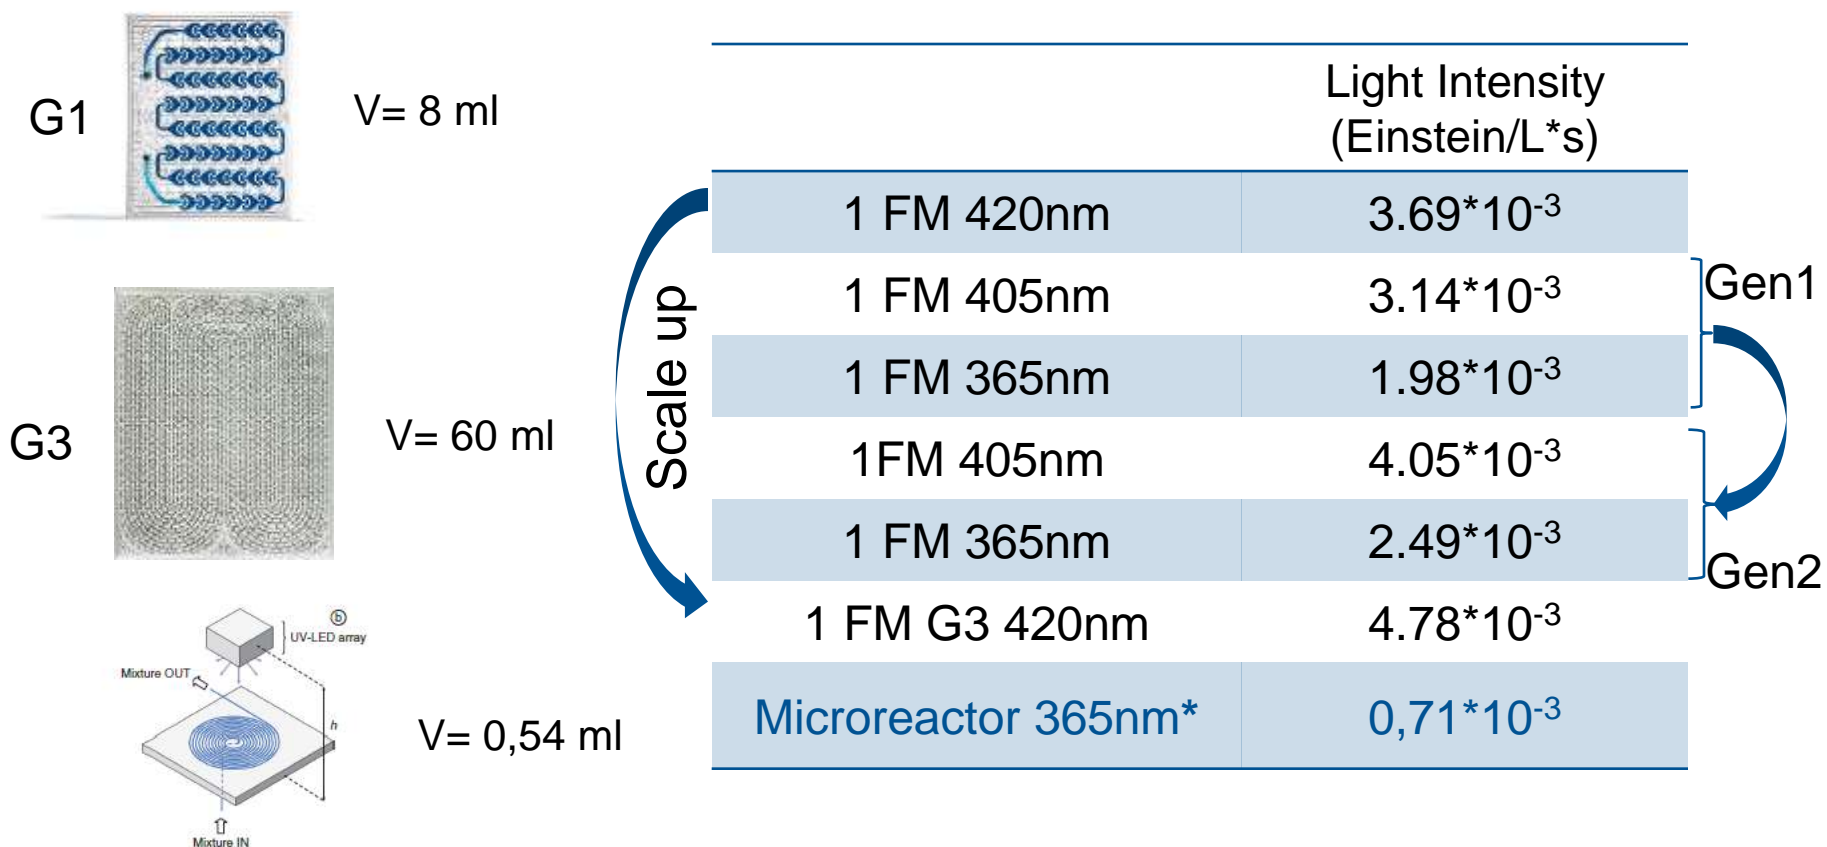 G1
V= 8 ml
G3
V= 60 ml
ⓑ
UV-LED array
Mixture OUT
h
V= 0,54 ml
Mixture IN
Scale up
Light Intensity
(Einstein/L*s)
1 FM 420nm 3.69*10-3
1 FM 405nm 3.14*10-3
1 FM 365nm 1.98*10-3
1FM 405nm 4.05*10-3
1 FM 365nm 2.49*10-3
1 FM G3 420nm 4.78*10-3
Microreactor 365nm* 0,71*10-3
Gen1
Gen2